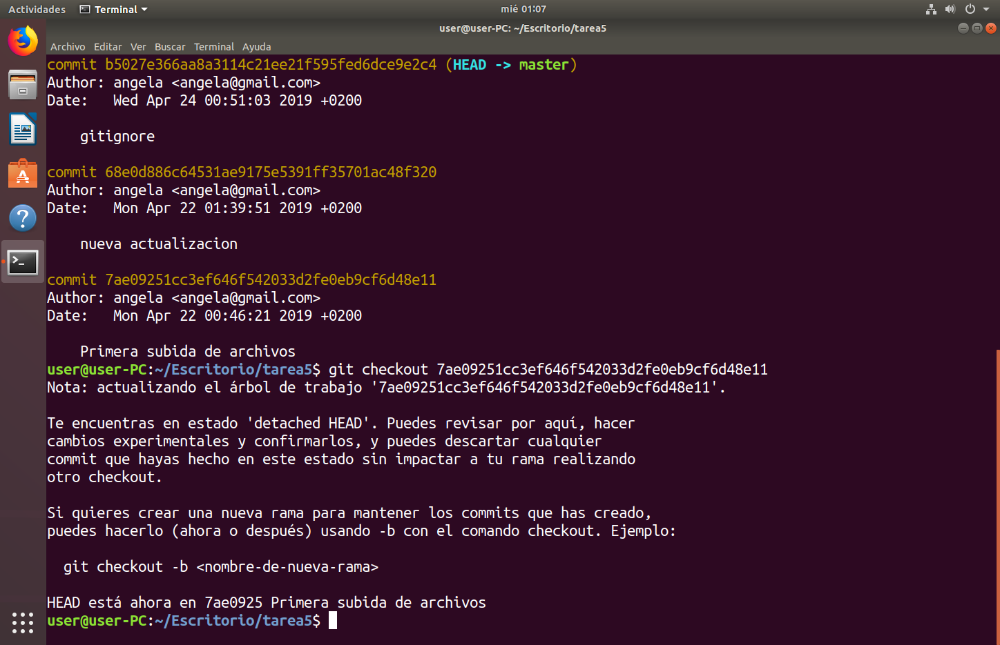 Actividades Terminal mié 01:07
user@user-PC: ~/Escritorio/tarea5
Archivo Editar Ver Buscar Terminal Ayuda
commit b5027e366aa8a3114c21ee21f595fed6dce9e2c4 (HEAD -> master)
Author: angela <angela@gmail.com>
Date:   Wed Apr 24 00:51:03 2019 +0200
    gitignore
commit 68e0d886c64531ae9175e5391ff35701ac48f320
Author: angela <angela@gmail.com>
Date:   Mon Apr 22 01:39:51 2019 +0200
    nueva actualizacion
commit 7ae09251cc3ef646f542033d2fe0eb9cf6d48e11
Author: angela <angela@gmail.com>
Date:   Mon Apr 22 00:46:21 2019 +0200
    Primera subida de archivos
user@user-PC:~/Escritorio/tarea5$ git checkout 7ae09251cc3ef646f542033d2fe0eb9cf6d48e11
Nota: actualizando el árbol de trabajo '7ae09251cc3ef646f542033d2fe0eb9cf6d48e11'.
Te encuentras en estado 'detached HEAD'. Puedes revisar por aquí, hacer
cambios experimentales y confirmarlos, y puedes descartar cualquier
commit que hayas hecho en este estado sin impactar a tu rama realizando
otro checkout.
Si quieres crear una nueva rama para mantener los commits que has creado,
puedes hacerlo (ahora o después) usando -b con el comando checkout. Ejemplo:
  git checkout -b <nombre-de-nueva-rama>
HEAD está ahora en 7ae0925 Primera subida de archivos
user@user-PC:~/Escritorio/tarea5$